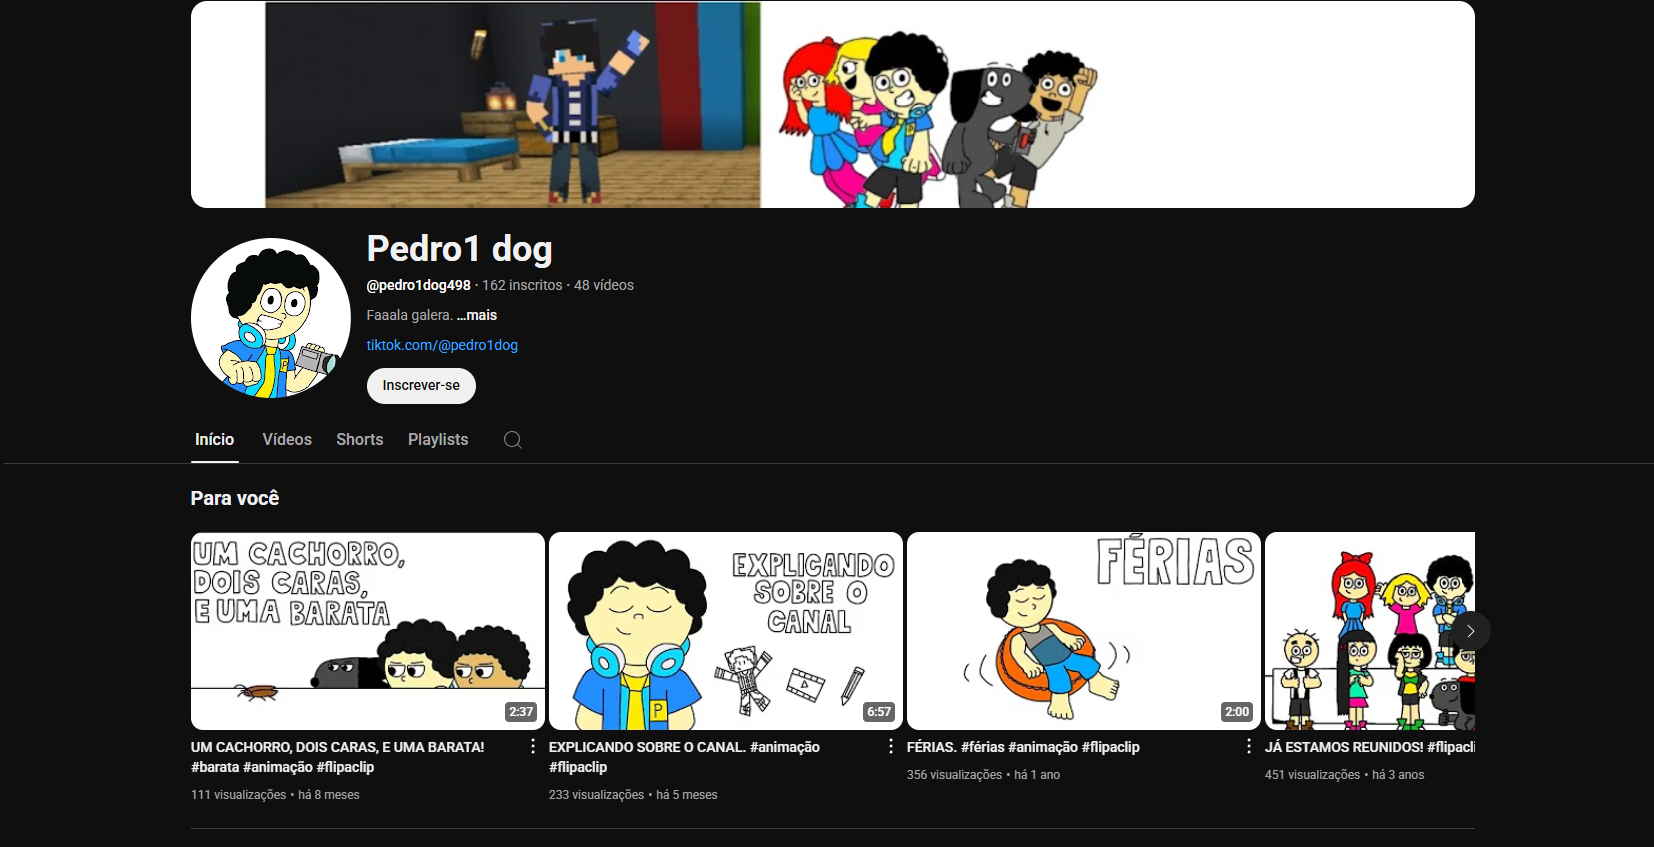 Pedro1 dog
@pedro1dog498 • 162 inscritos • 48 vídeos
Faaala galera. ...mais
tiktok.com/@pedro1dog
Inscrever-se
Início Vídeos Shorts Playlists
Para você
UM CACHORRO,
DOIS CARAS,
E UMA BARATA
2:37
EXPLICANDO
SOBRE O
CANAL
P
6:57
FÉRIAS
2:00
UM CACHORRO, DOIS CARAS, E UMA BARATA!
#barata #animação #flipaclip
111 visualizações • há 8 meses
EXPLICANDO SOBRE O CANAL. #animação
#flipaclip
233 visualizações • há 5 meses
FÉRIAS. #férias #animação #flipaclip
356 visualizações • há 1 ano
JÁ ESTAMOS REUNIDOS! #flipacli
451 visualizações • há 3 anos